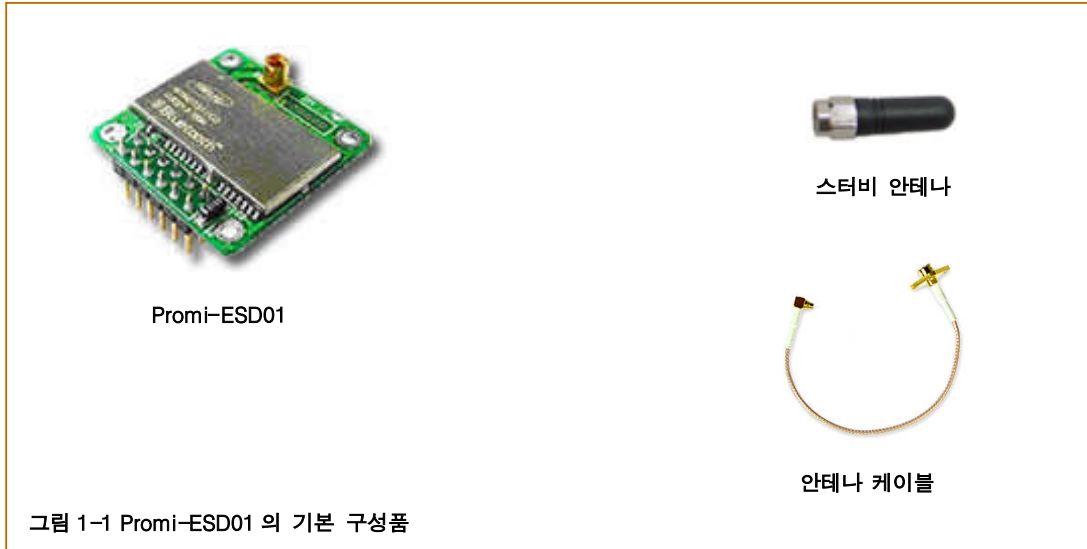 Bluetooth
스터비 안테나
Promi-ESD01
안테나 케이블
그림 1-1 Promi-ESD01 의 기본 구성품